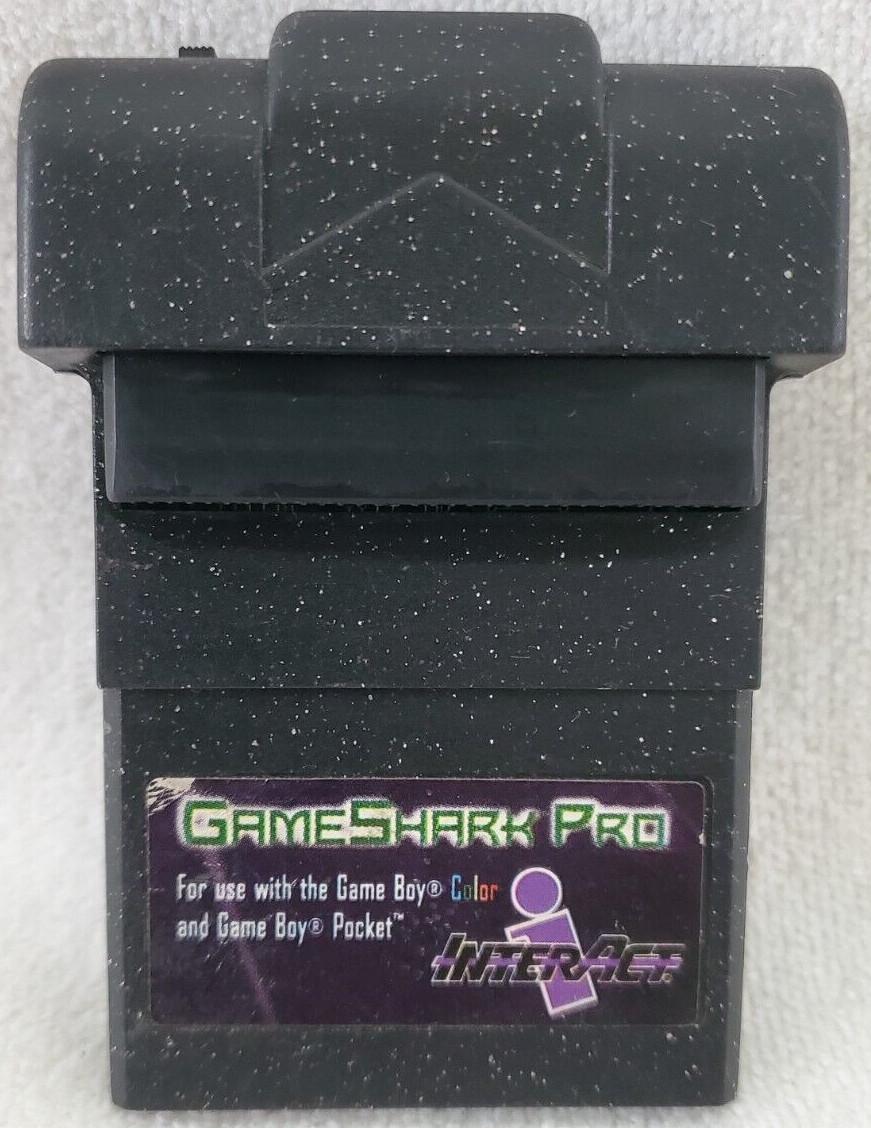 GAMESHARK PRO
For use with the Game Boy® Color
and Game Boy® Pocket™
INTERACT®